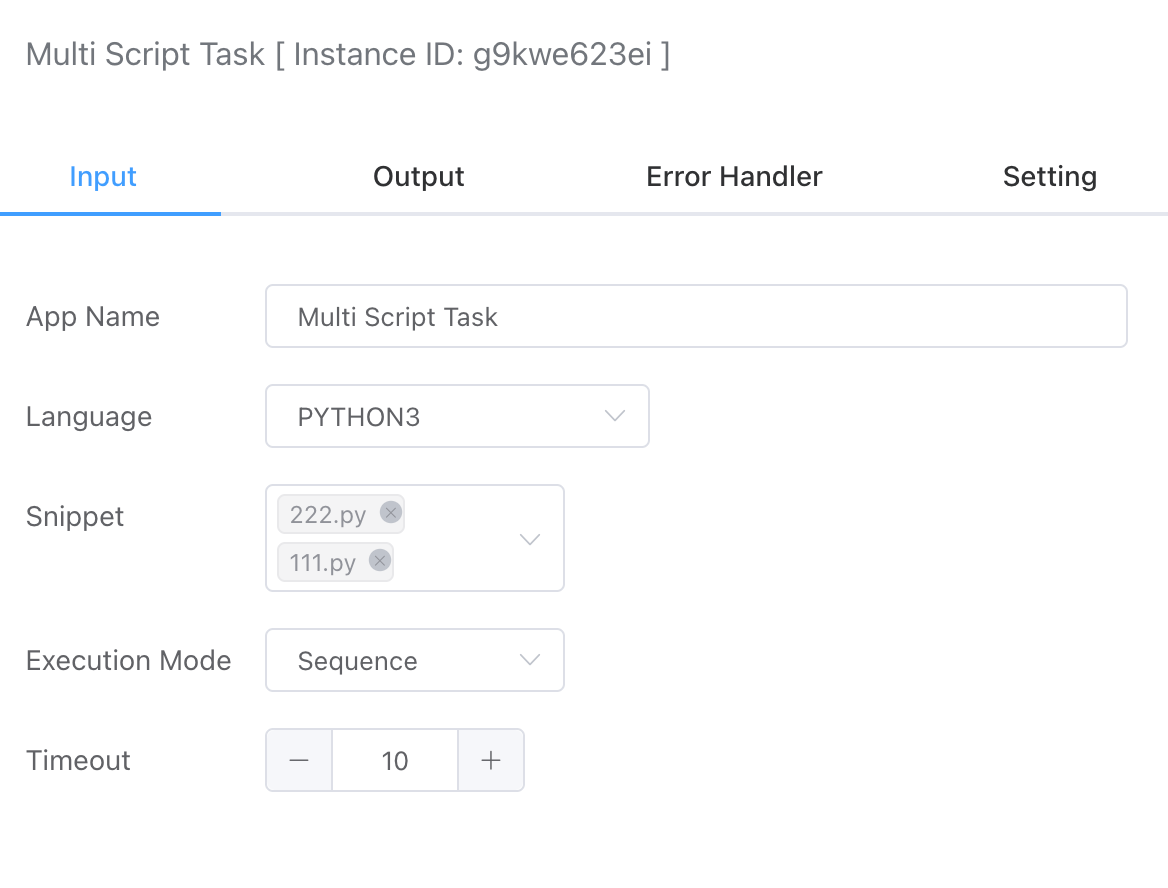 Multi Script Task [ Instance ID: g9kwe623ei ]
Input Output Error Handler Setting
App Name Multi Script Task
Language PYTHON3
Snippet 222.py
111.py
Execution Mode Sequence
Timeout 10